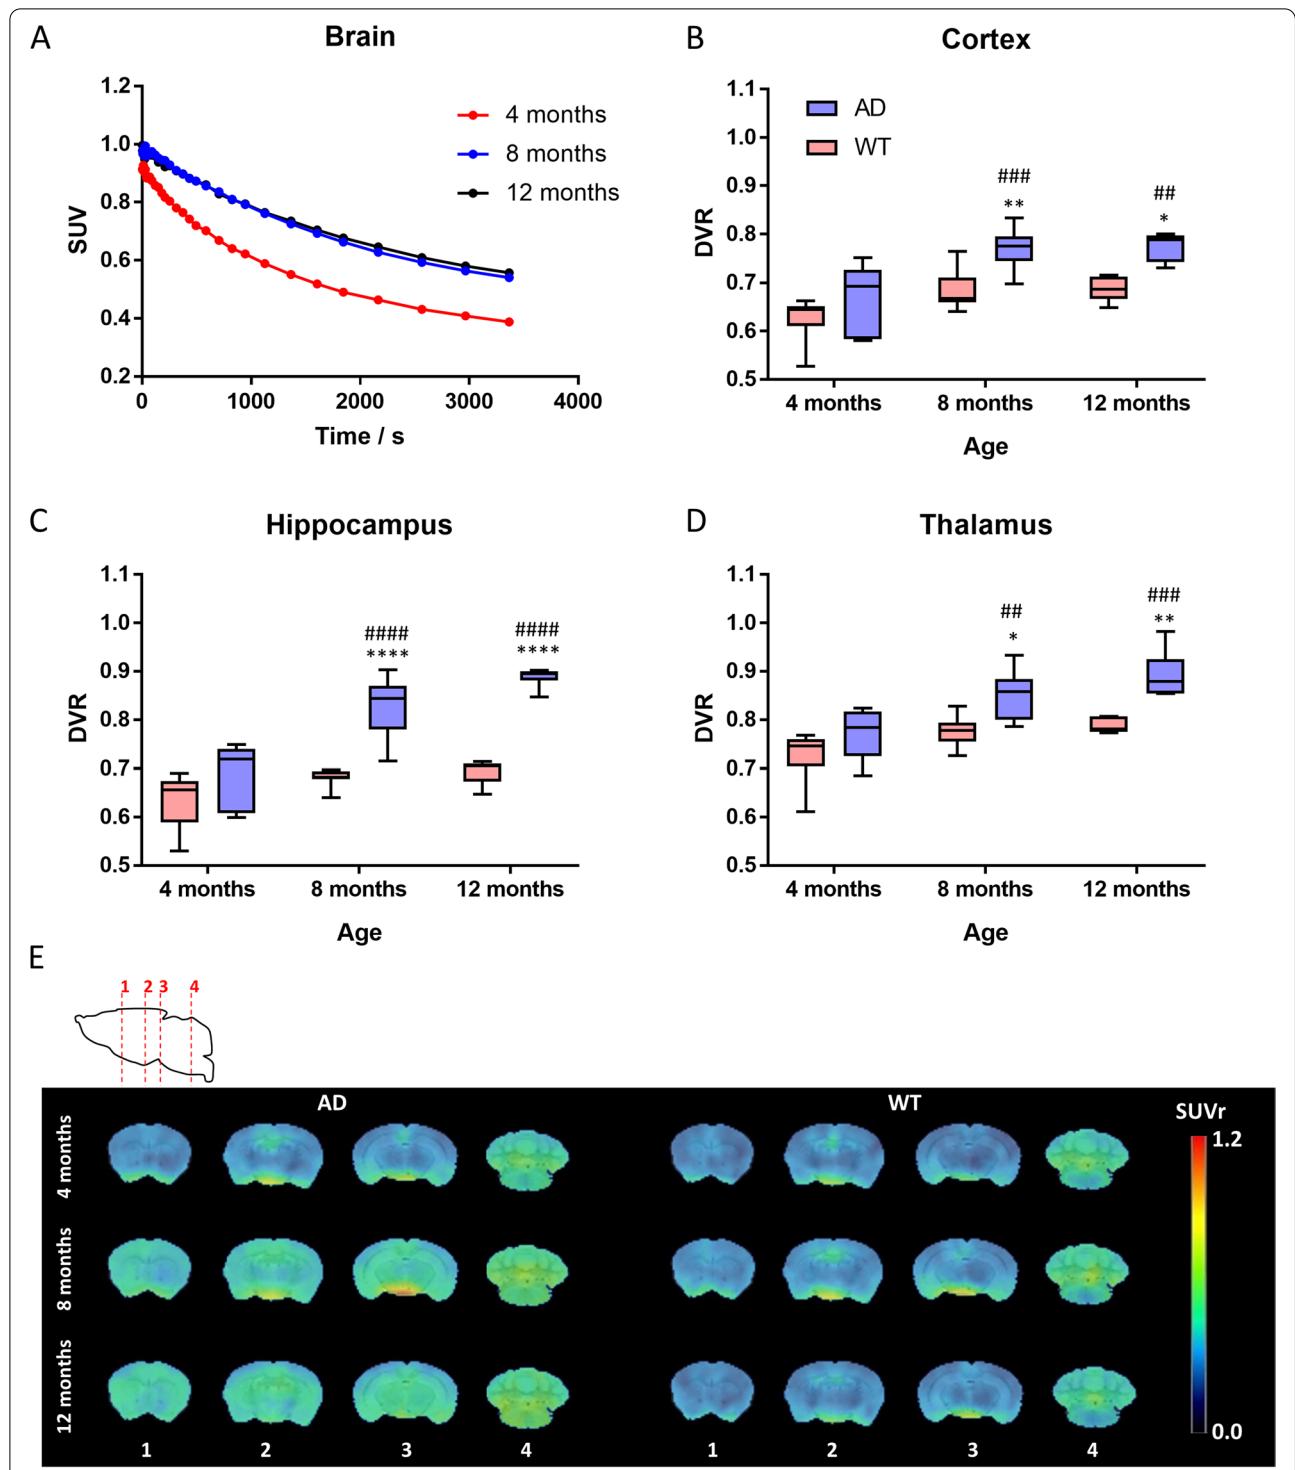 A
Brain
1.2
1.0
0.8
0.6
0.4
0.2
SUV
0
1000
2000
3000
4000
Time / s
4 months
8 months
12 months
B
Cortex
1.1
1.0
0.9
0.8
0.7
0.6
0.5
DVR
AD
WT
###
**
##
*
4 months
8 months
12 months
Age
C
Hippocampus
1.1
1.0
0.9
0.8
0.7
0.6
0.5
DVR
####
****
####
****
4 months
8 months
12 months
Age
D
Thalamus
1.1
1.0
0.9
0.8
0.7
0.6
0.5
DVR
##
*
###
**
4 months
8 months
12 months
Age
E
1 2 3 4
AD
WT
SUVr
1.2
0.0
4 months
8 months
12 months
1 2 3 4
1 2 3 4